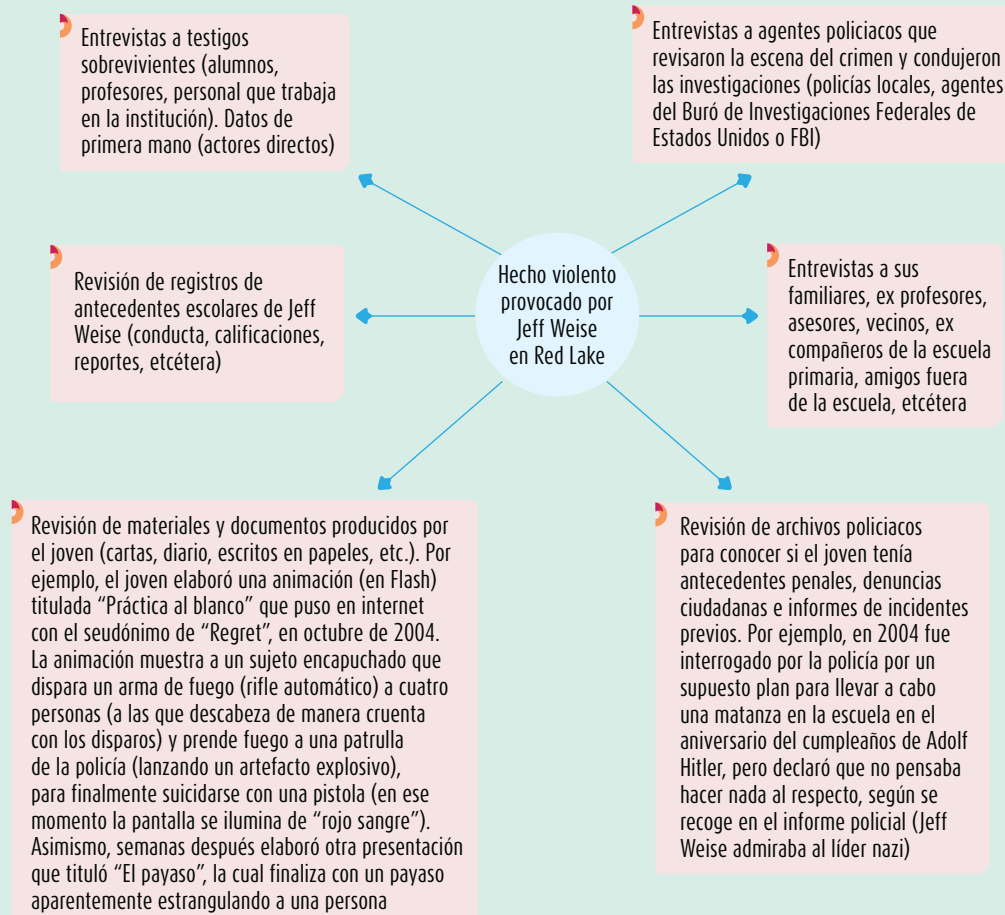 Entrevistas a testigos
sobrevivientes (alumnos,
profesores, personal que trabaja
en la institución). Datos de
primera mano (actores directos)
Entrevistas a agentes policiacos que
revisaron la escena del crimen y condujeron
las investigaciones (policías locales, agentes
del Buró de Investigaciones Federales de
Estados Unidos o FBI)
Revisión de registros de
antecedentes escolares de Jeff
Weise (conducta, calificaciones,
reportes, etcétera)
Hecho violento
provocado por
Jeff Weise
en Red Lake
Entrevistas a sus
familiares, ex profesores,
asesores, vecinos, ex
compañeros de la escuela
primaria, amigos fuera
de la escuela, etcétera
Revisión de materiales y documentos producidos por
el joven (cartas, diario, escritos en papeles, etc.). Por
ejemplo, el joven elaboró una animación (en Flash)
titulada “Práctica al blanco” que puso en internet
con el seudónimo de “Regret”, en octubre de 2004.
La animación muestra a un sujeto encapuchado que
dispara un arma de fuego (rifle automático) a cuatro
personas (a las que descabeza de manera cruenta
con los disparos) y prende fuego a una patrulla
de la policía (lanzando un artefacto explosivo),
para finalmente suicidarse con una pistola (en ese
momento la pantalla se ilumina de “rojo sangre”).
Asimismo, semanas después elaboró otra presentación
que tituló “El payaso”, la cual finaliza con un payaso
aparentemente estrangulando a una persona
Revisión de archivos policiacos
para conocer si el joven tenía
antecedentes penales, denuncias
ciudadanas e informes de incidentes
previos. Por ejemplo, en 2004 fue
interrogado por la policía por un
supuesto plan para llevar a cabo
una matanza en la escuela en el
aniversario del cumpleaños de Adolf
Hitler, pero declaró que no pensaba
hacer nada al respecto, según se
recoge en el informe policial (Jeff
Weise admiraba al líder nazi)